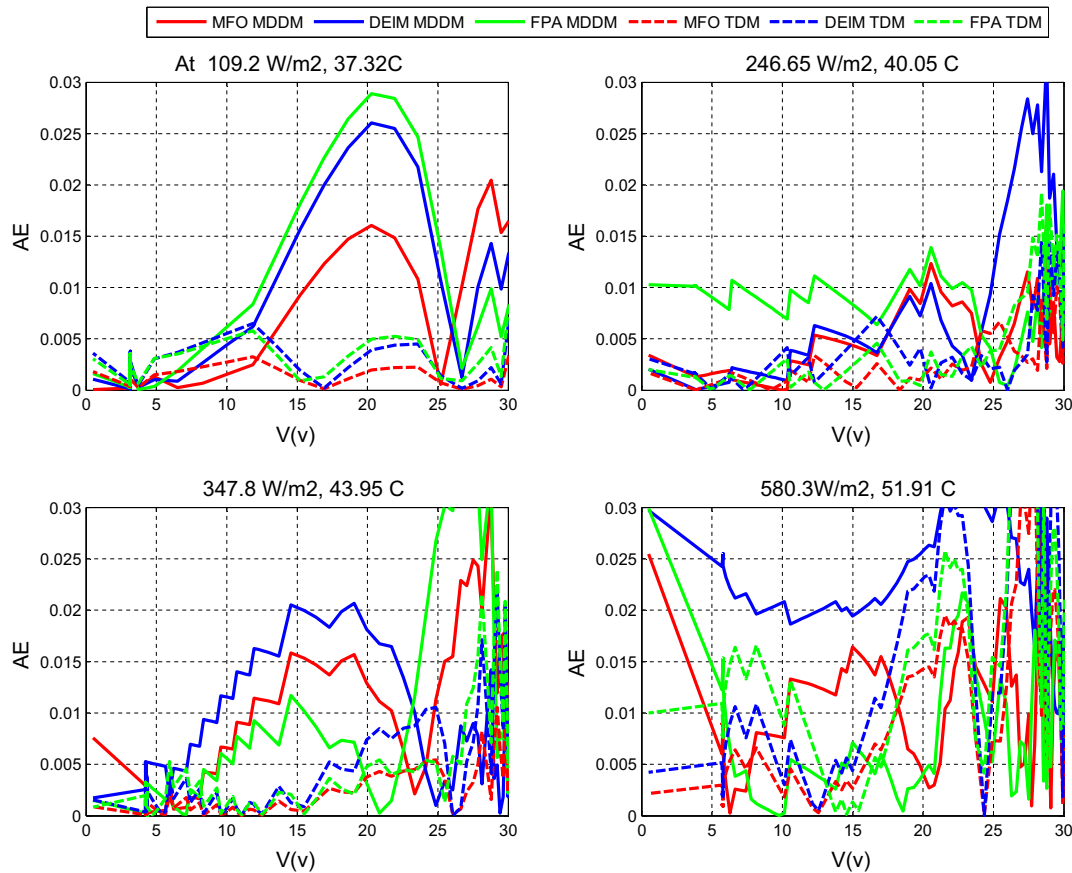 MFO MDDM DEIM MDDM FPA MDDM MFO TDM DEIM TDM FPA TDM
At 109.2 W/m2, 37.32C
0.03
0.025
0.02
0.015
0.01
0.005
0
AE
0 5 10 15 20 25 30
V(v)
246.65 W/m2, 40.05 C
0.03
0.025
0.02
0.015
0.01
0.005
0
AE
0 5 10 15 20 25 30
V(v)
347.8 W/m2, 43.95 C
0.03
0.025
0.02
0.015
0.01
0.005
0
AE
0 5 10 15 20 25 30
V(v)
580.3W/m2, 51.91 C
0.03
0.025
0.02
0.015
0.01
0.005
0
AE
0 5 10 15 20 25 30
V(v)